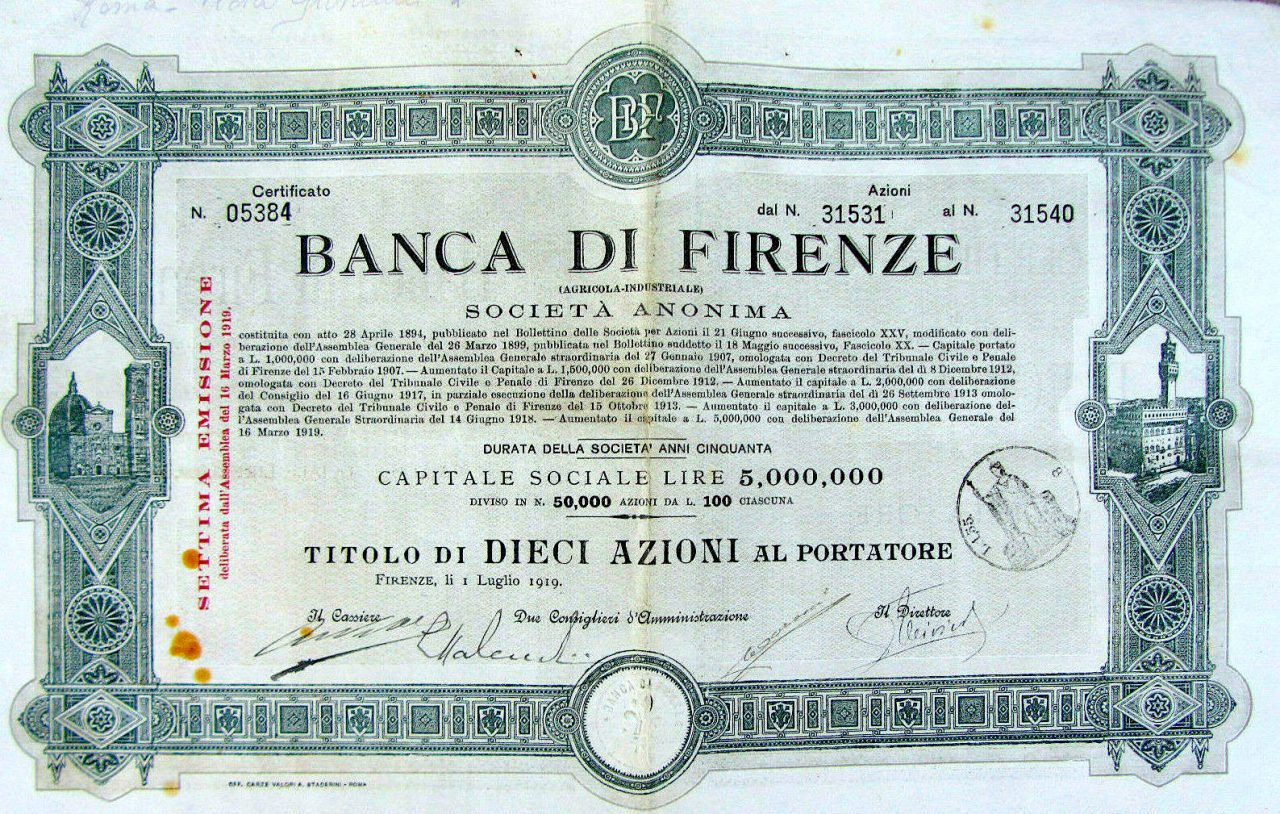 Roma
BF
Certificato
N. 05384
Azioni
dal N. 31531 al N. 31540
BANCA DI FIRENZE
(AGRICOLA-INDUSTRIALE)
SOCIETÀ ANONIMA
costituita con atto 28 Aprile 1894, pubblicato nel Bollettino delle Società per Azioni il 21 Giugno successivo, fascicolo XXV, modificato con deli-
berazione dell'Assemblea Generale del 26 Marzo 1899, pubblicata nel Bollettino suddetto il 18 Maggio successivo, Fascicolo XX. — Capitale portato
a L. 1,000,000 con deliberazione dell'Assemblea Generale straordinaria del 27 Gennaio 1907, omologata con Decreto del Tribunale Civile e Penale
di Firenze del 15 Febbraio 1907. — Aumentato il Capitale a L. 1,500,000 con deliberazione dell'Assemblea Generale straordinaria del dì 8 Dicembre 1912,
omologata con Decreto del Tribunale Civile e Penale di Firenze del 26 Dicembre 1912. — Aumentato il capitale a L. 2,000,000 con deliberazione
del Consiglio del 16 Giugno 1917, in parziale esecuzione della deliberazione dell'Assemblea Generale straordinaria del dì 26 Settembre 1913 omolo-
gata con Decreto del Tribunale Civile e Penale di Firenze del 15 Ottobre 1913. — Aumentato il capitale a L. 3,000,000 con deliberazione del-
l'Assemblea Generale Straordinaria del 14 Giugno 1918. — Aumentato il capitale a L. 5,000,000 con deliberazione dell'Assemblea Generale del
16 Marzo 1919.
SETTIMA EMISSIONE
deliberata dall'Assemblea del 16 Marzo 1919.
DURATA DELLA SOCIETA' ANNI CINQUANTA
CAPITALE SOCIALE LIRE 5,000,000
DIVISO IN N. 50,000 AZIONI DA L. 100 CIASCUNA
TITOLO DI DIECI AZIONI AL PORTATORE
FIRENZE, li 1 Luglio 1919.
Il Cassiere
Due Consiglieri d'Amministrazione
Il Direttore
BANCA DI
OFF. CARTE VALORI A. STADERINI - ROMA